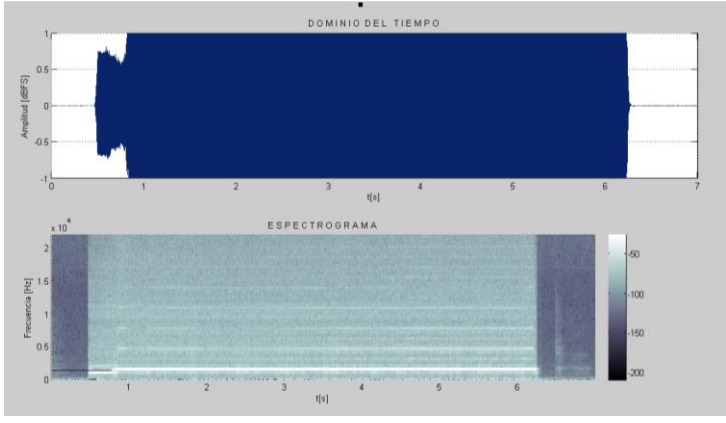 DOMINIO DEL TIEMPO
Amplitud [dBFS]
1
0.5
0
-0.5
-1
0 1 2 3 4 5 6 7
t[s]
ESPECTROGRAMA
x 10^4
Frecuencia [Hz]
2
1.5
1
0.5
0
1 2 3 4 5 6
t[s]
-50
-100
-150
-200